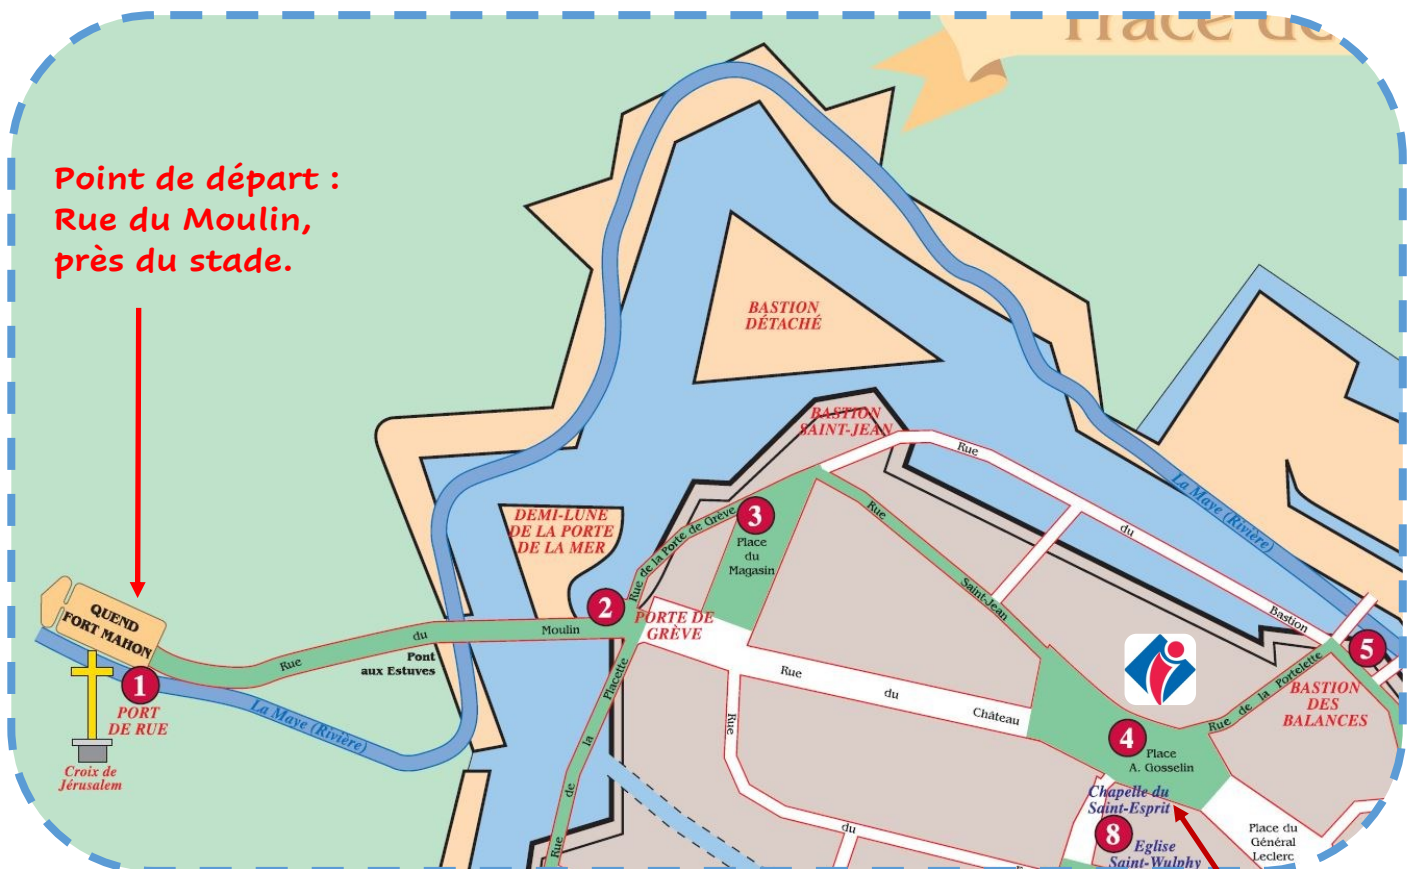 Trace de
Point de départ :
Rue du Moulin,
près du stade.
BASTION
DÉTACHÉ
BASTION
SAINT-JEAN
Rue
La Maye (Rivière)
du
Bastion
DEMI-LUNE
DE LA PORTE
DE LA MER
Rue de la Porte de Grève
3
Place
du
Magasin
Rue
Saint-Jean
QUEND
FORT MAHON
2
PORTE DE
GRÈVE
Rue
du
Moulin
Pont
aux Estuves
1
PORT
DE RUE
La Maye (Rivière)
Croix de
Jérusalem
Rue
du
Château
Rue
Rue de la Placette
5
Rue de la Portelette
BASTION
DES
BALANCES
4
Place
A. Gosselin
Chapelle du
Saint-Esprit
8
Eglise
Saint-Wulphy
du
Place du
Général
Leclerc